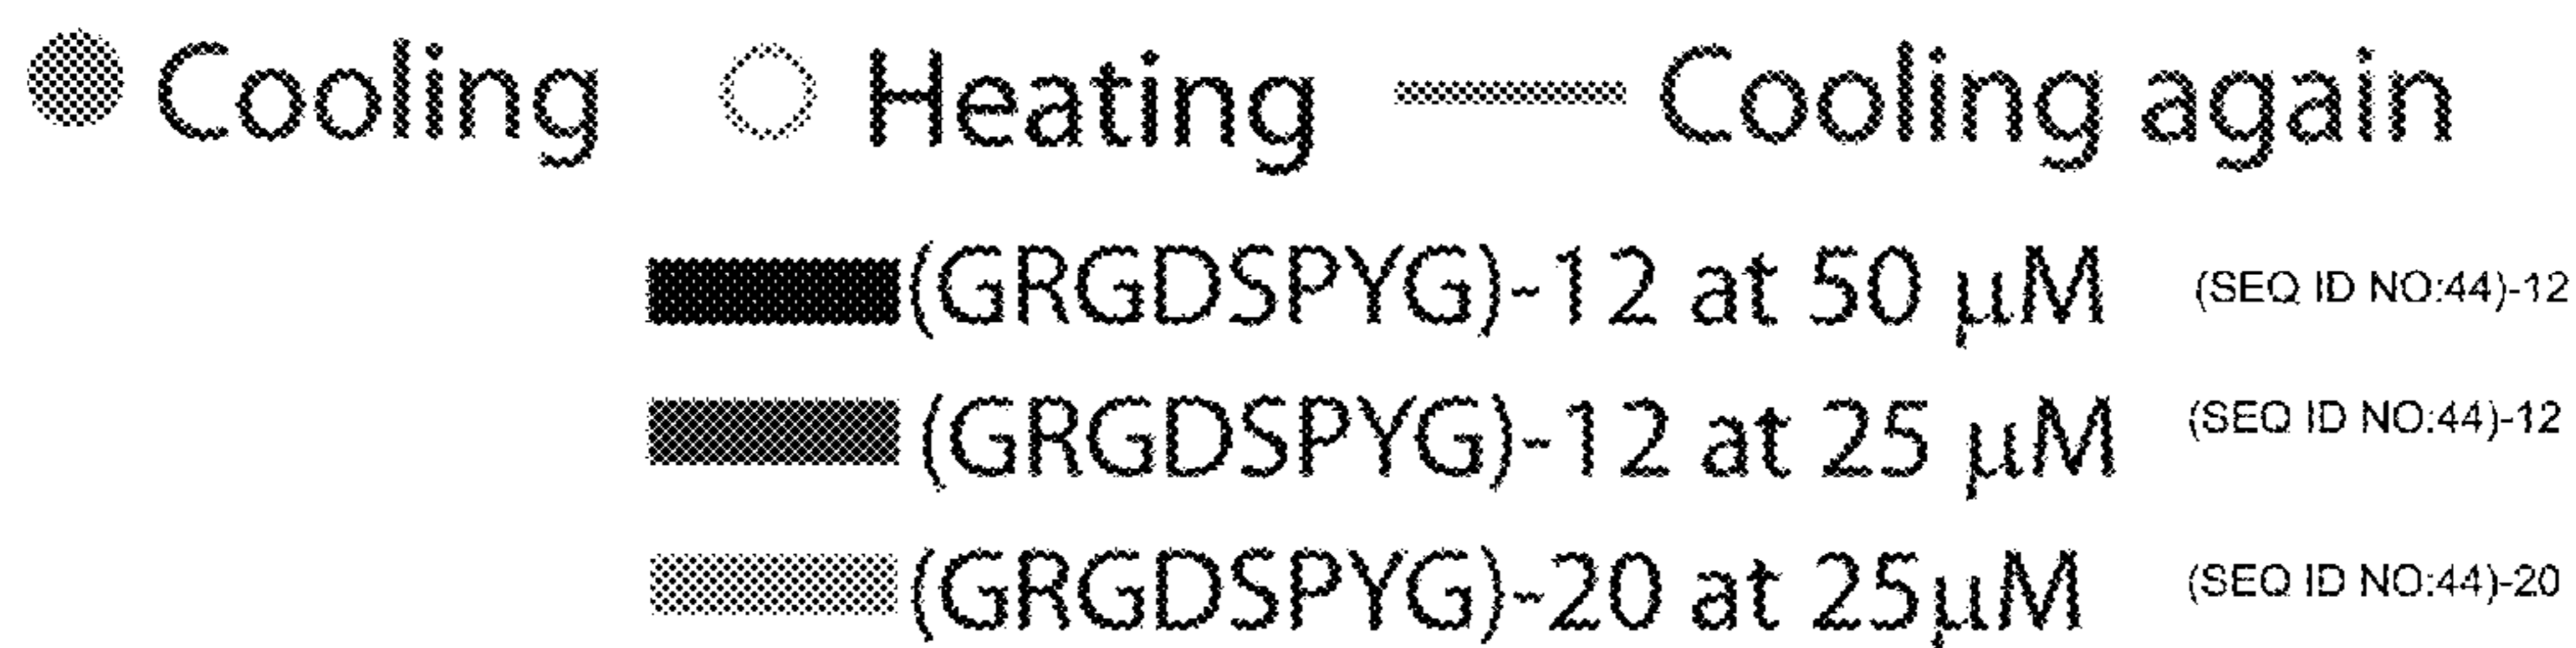 Cooling Heating Cooling again
(GRGDSPYG)-12 at 50 µM (SEQ ID NO:44)-12
(GRGDSPYG)-12 at 25 µM (SEQ ID NO:44)-12
(GRGDSPYG)-20 at 25µM (SEQ ID NO:44)-20